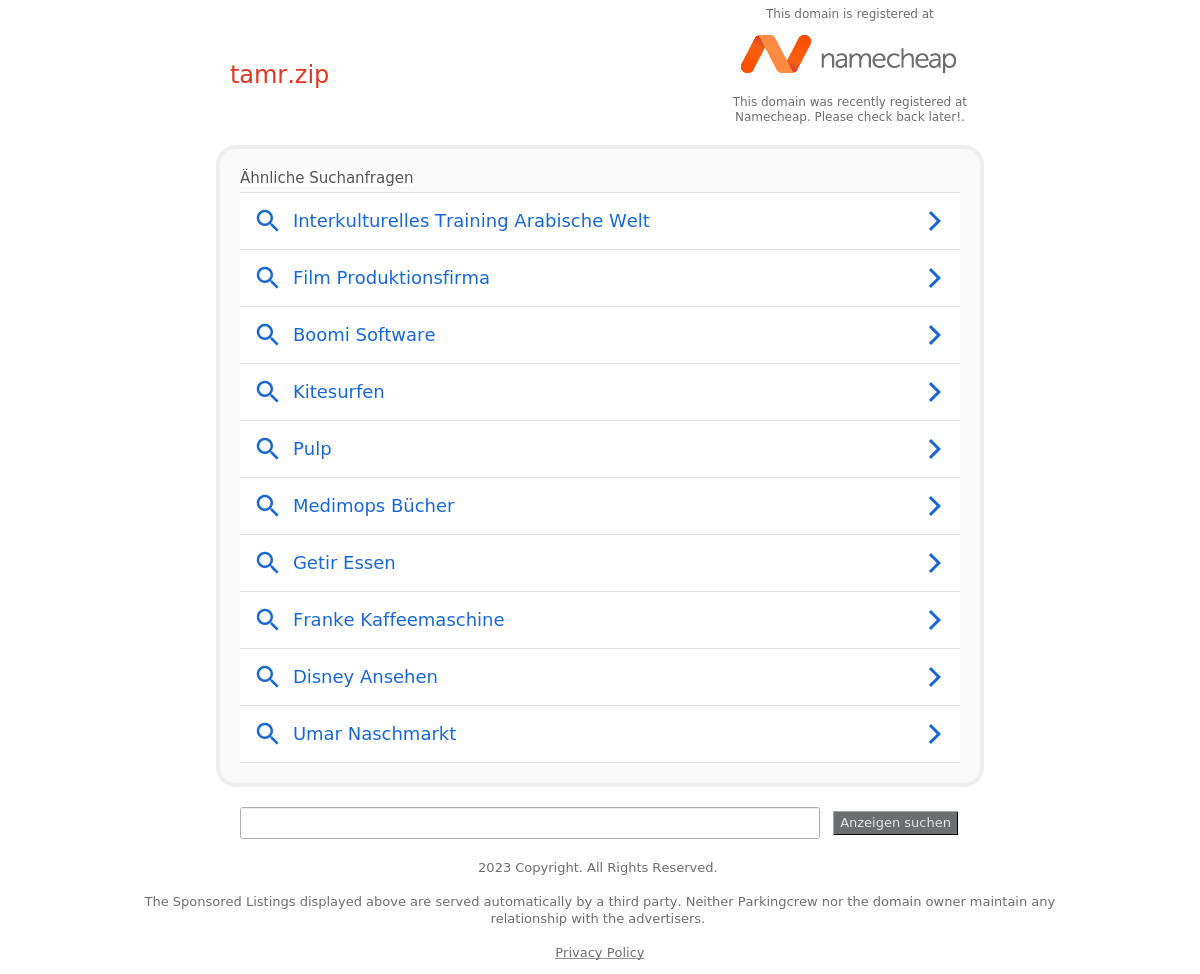 This domain is registered at
namecheap
tamr.zip
This domain was recently registered at
Namecheap. Please check back later!.
Ähnliche Suchanfragen
Interkulturelles Training Arabische Welt
Film Produktionsfirma
Boomi Software
Kitesurfen
Pulp
Medimops Bücher
Getir Essen
Franke Kaffeemaschine
Disney Ansehen
Umar Naschmarkt
Anzeigen suchen
2023 Copyright. All Rights Reserved.
The Sponsored Listings displayed above are served automatically by a third party. Neither Parkingcrew nor the domain owner maintain any
relationship with the advertisers.
Privacy Policy